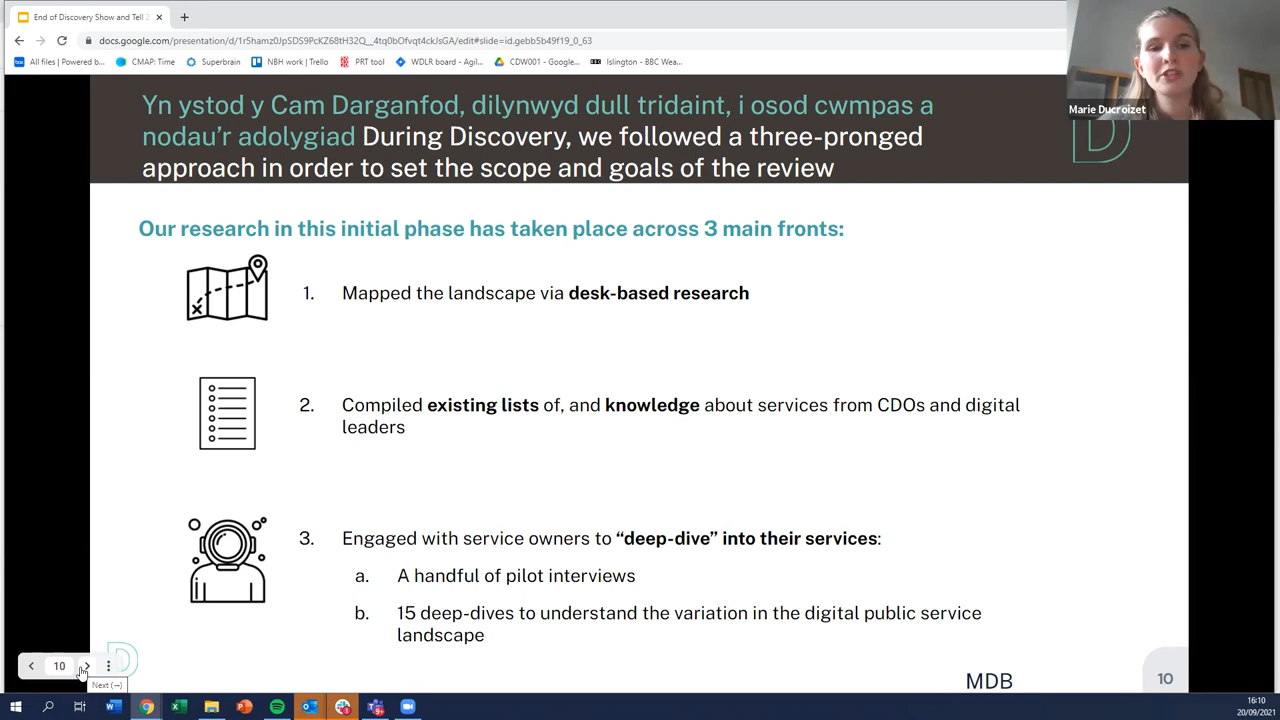 End of Discovery Show and Tell 2
docs.google.com/presentation/d/1r5hamz0JpSDS9PcKZ68tH32Q__4tq0bOfvqt4ckJsGA/edit#slide=id.gebb5b49f19_0_63
All files | Powered b... CMAP: Time Superbrain NBH work | Trello PRT tool WDLR board - Agil... CDW001 - Google... Islington - BBC Wea...
Marie Ducroizet
Yn ystod y Cam Darganfod, dilynwyd dull tridaint, i osod cwmpas a
nodau'r adolygiad During Discovery, we followed a three-pronged
approach in order to set the scope and goals of the review
D
Our research in this initial phase has taken place across 3 main fronts:
1. Mapped the landscape via desk-based research
2. Compiled existing lists of, and knowledge about services from CDOs and digital
leaders
3. Engaged with service owners to “deep-dive” into their services:
a. A handful of pilot interviews
b. 15 deep-dives to understand the variation in the digital public service
landscape
D
10
Next (→)
MDB
10
16:10
20/09/2021